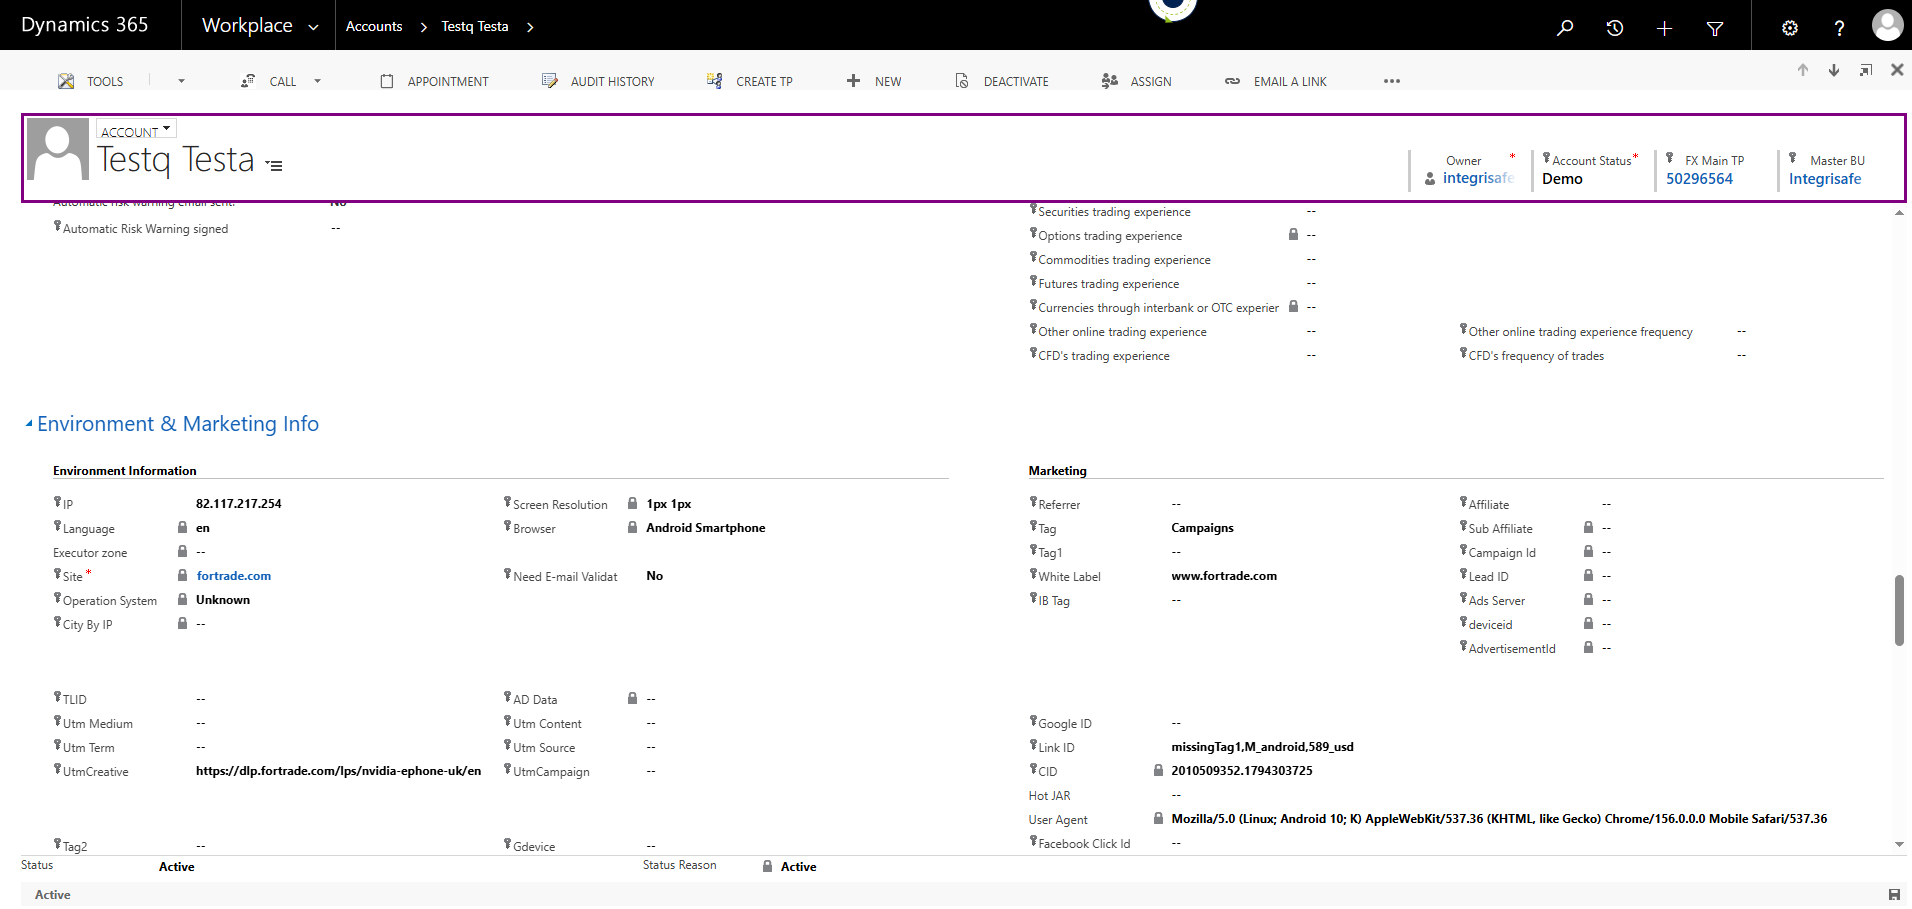 Dynamics 365
Workplace
Accounts
Testq Testa
TOOLS
CALL
APPOINTMENT
AUDIT HISTORY
CREATE TP
NEW
DEACTIVATE
ASSIGN
EMAIL A LINK
ACCOUNT
Testq Testa
Owner *
integrisafe
Account Status*
Demo
FX Main TP
50296564
Master BU
Integrisafe
Automatic risk warning email sent. No
Automatic Risk Warning signed --
Securities trading experience --
Options trading experience --
Commodities trading experience --
Futures trading experience --
Currencies through interbank or OTC experier --
Other online trading experience --
Other online trading experience frequency --
CFD's trading experience --
CFD's frequency of trades --
Environment & Marketing Info
Environment Information
IP 82.117.217.254
Screen Resolution 1px 1px
Language en
Browser Android Smartphone
Executor zone --
Site * fortrade.com
Need E-mail Validat No
Operation System Unknown
City By IP --
TLID --
AD Data --
Utm Medium --
Utm Content --
Utm Term --
Utm Source --
UtmCreative https://dlp.fortrade.com/lps/nvidia-ephone-uk/en
UtmCampaign --
Tag2 --
Gdevice --
Marketing
Referrer --
Affiliate --
Tag Campaigns
Sub Affiliate --
Tag1 --
Campaign Id --
White Label www.fortrade.com
Lead ID --
IB Tag --
Ads Server --
deviceid --
AdvertisementId --
Google ID --
Link ID missingTag1,M_android,589_usd
CID 2010509352.1794303725
Hot JAR --
User Agent Mozilla/5.0 (Linux; Android 10; K) AppleWebKit/537.36 (KHTML, like Gecko) Chrome/156.0.0.0 Mobile Safari/537.36
Facebook Click Id --
Status Active
Status Reason Active
Active